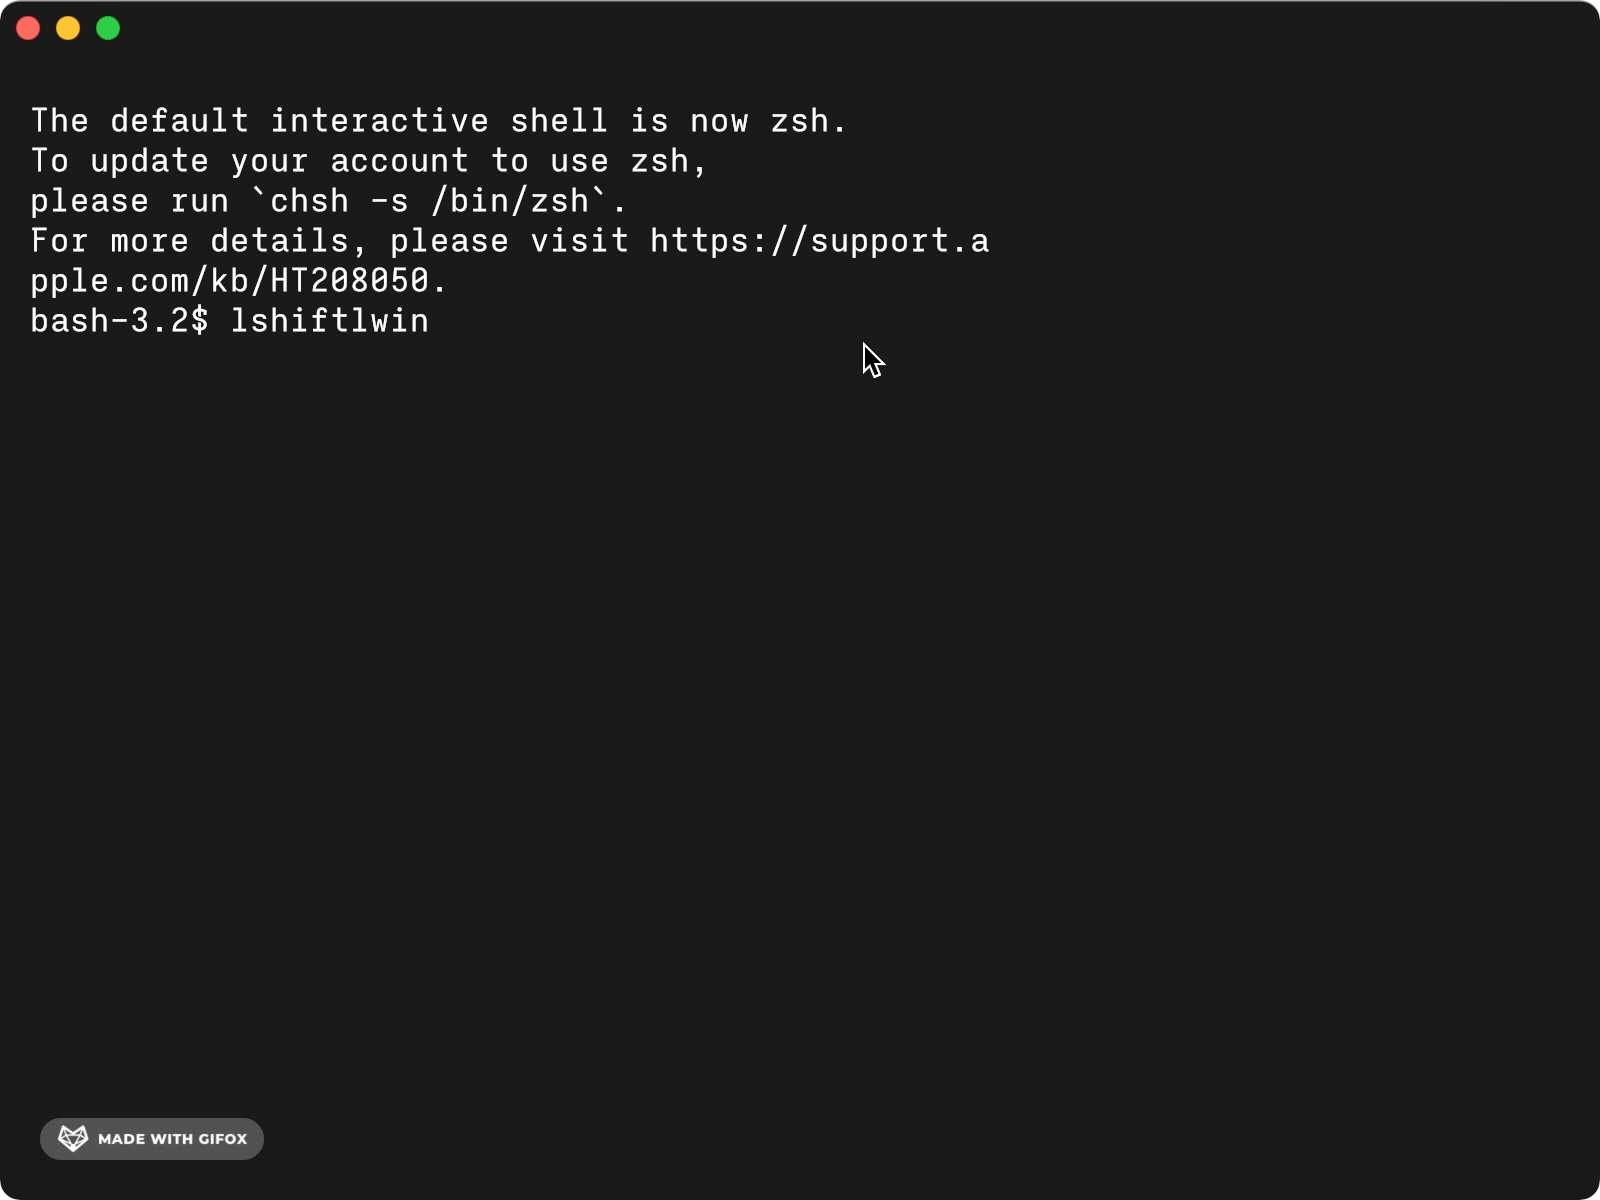 The default interactive shell is now zsh.
To update your account to use zsh,
please run `chsh -s /bin/zsh`.
For more details, please visit https://support.a
pple.com/kb/HT208050.
bash-3.2$ lshiftlwin
MADE WITH GIFOX